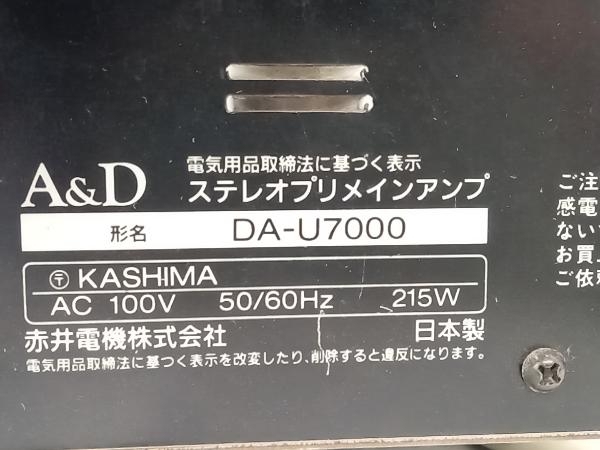 A&D
電気用品取締法に基づく表示
ステレオプリメインアンプ
形名 DA-U7000
〒 KASHIMA
AC 100V 50/60Hz 215W
赤井電機株式会社 日本製
電気用品取締法に基づく表示を改変したり、削除すると違反になります。
ご注
感電
ない
お買
ご依